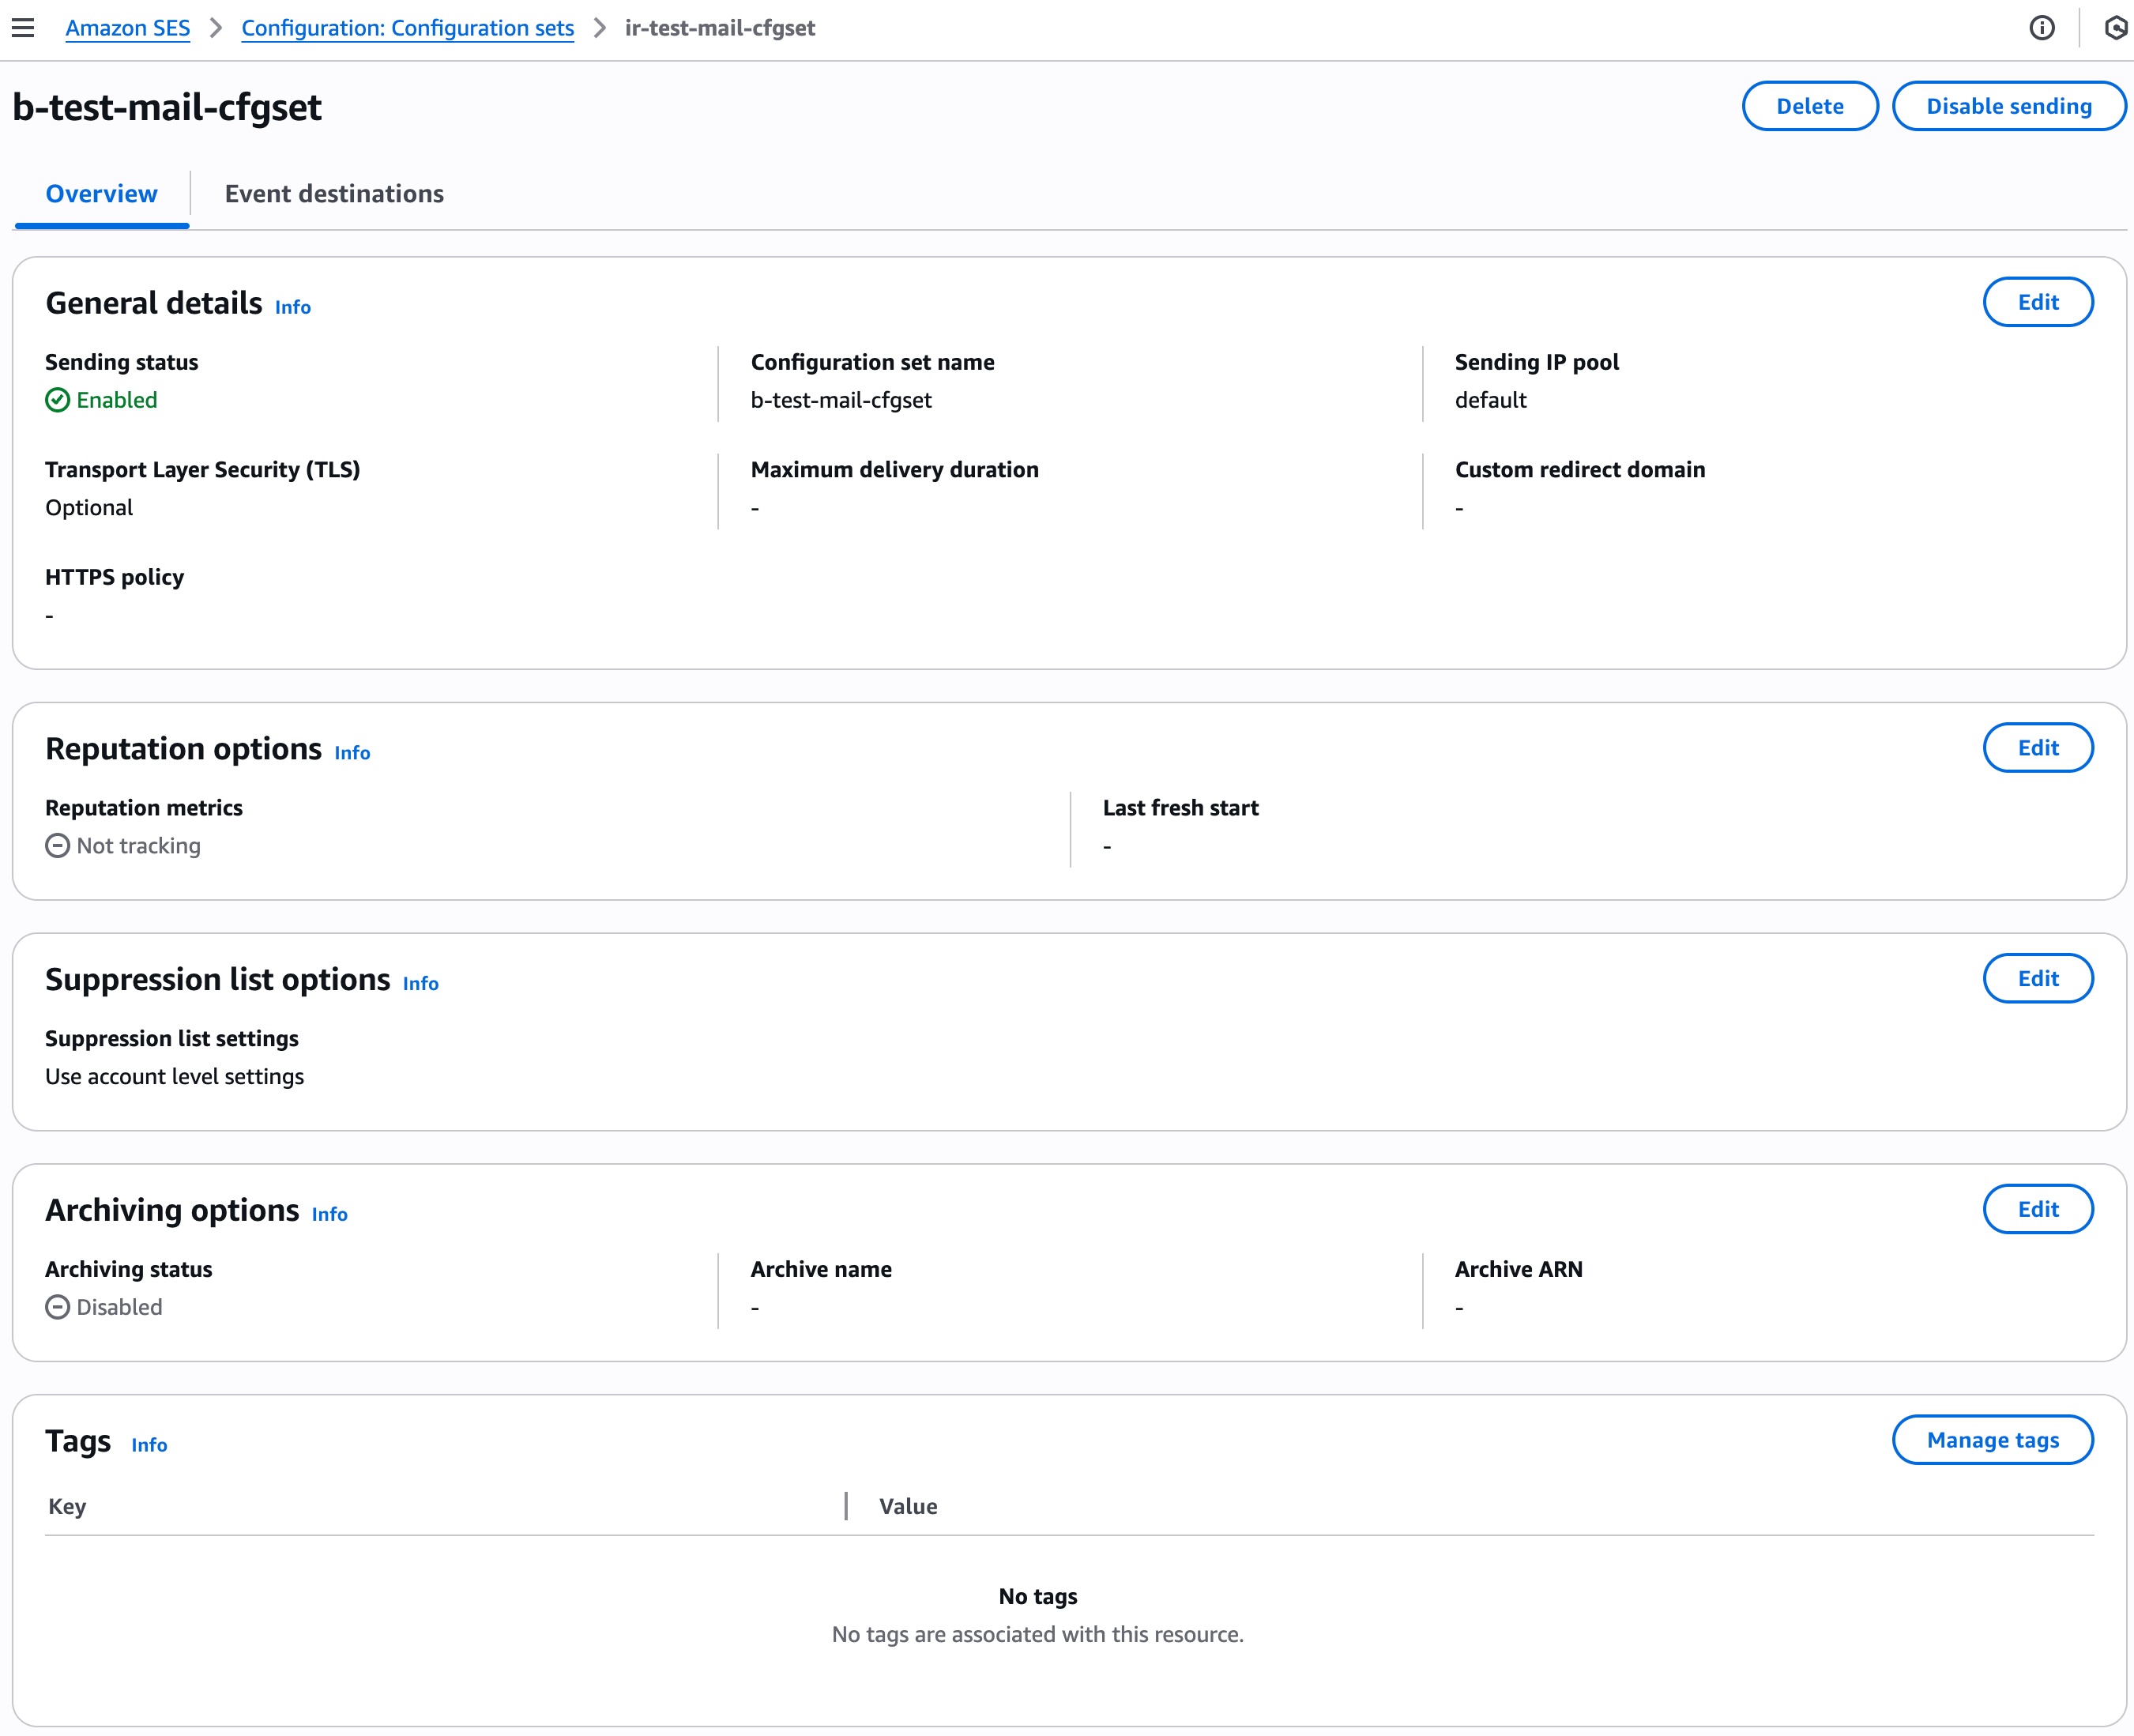 Amazon SES > Configuration: Configuration sets > ir-test-mail-cfgset
b-test-mail-cfgset
Delete
Disable sending
Overview
Event destinations
General details Info
Edit
Sending status
Enabled
Configuration set name
b-test-mail-cfgset
Sending IP pool
default
Transport Layer Security (TLS)
Optional
Maximum delivery duration
-
Custom redirect domain
-
HTTPS policy
-
Reputation options Info
Edit
Reputation metrics
Not tracking
Last fresh start
-
Suppression list options Info
Edit
Suppression list settings
Use account level settings
Archiving options Info
Edit
Archiving status
Disabled
Archive name
-
Archive ARN
-
Tags Info
Manage tags
Key
Value
No tags
No tags are associated with this resource.